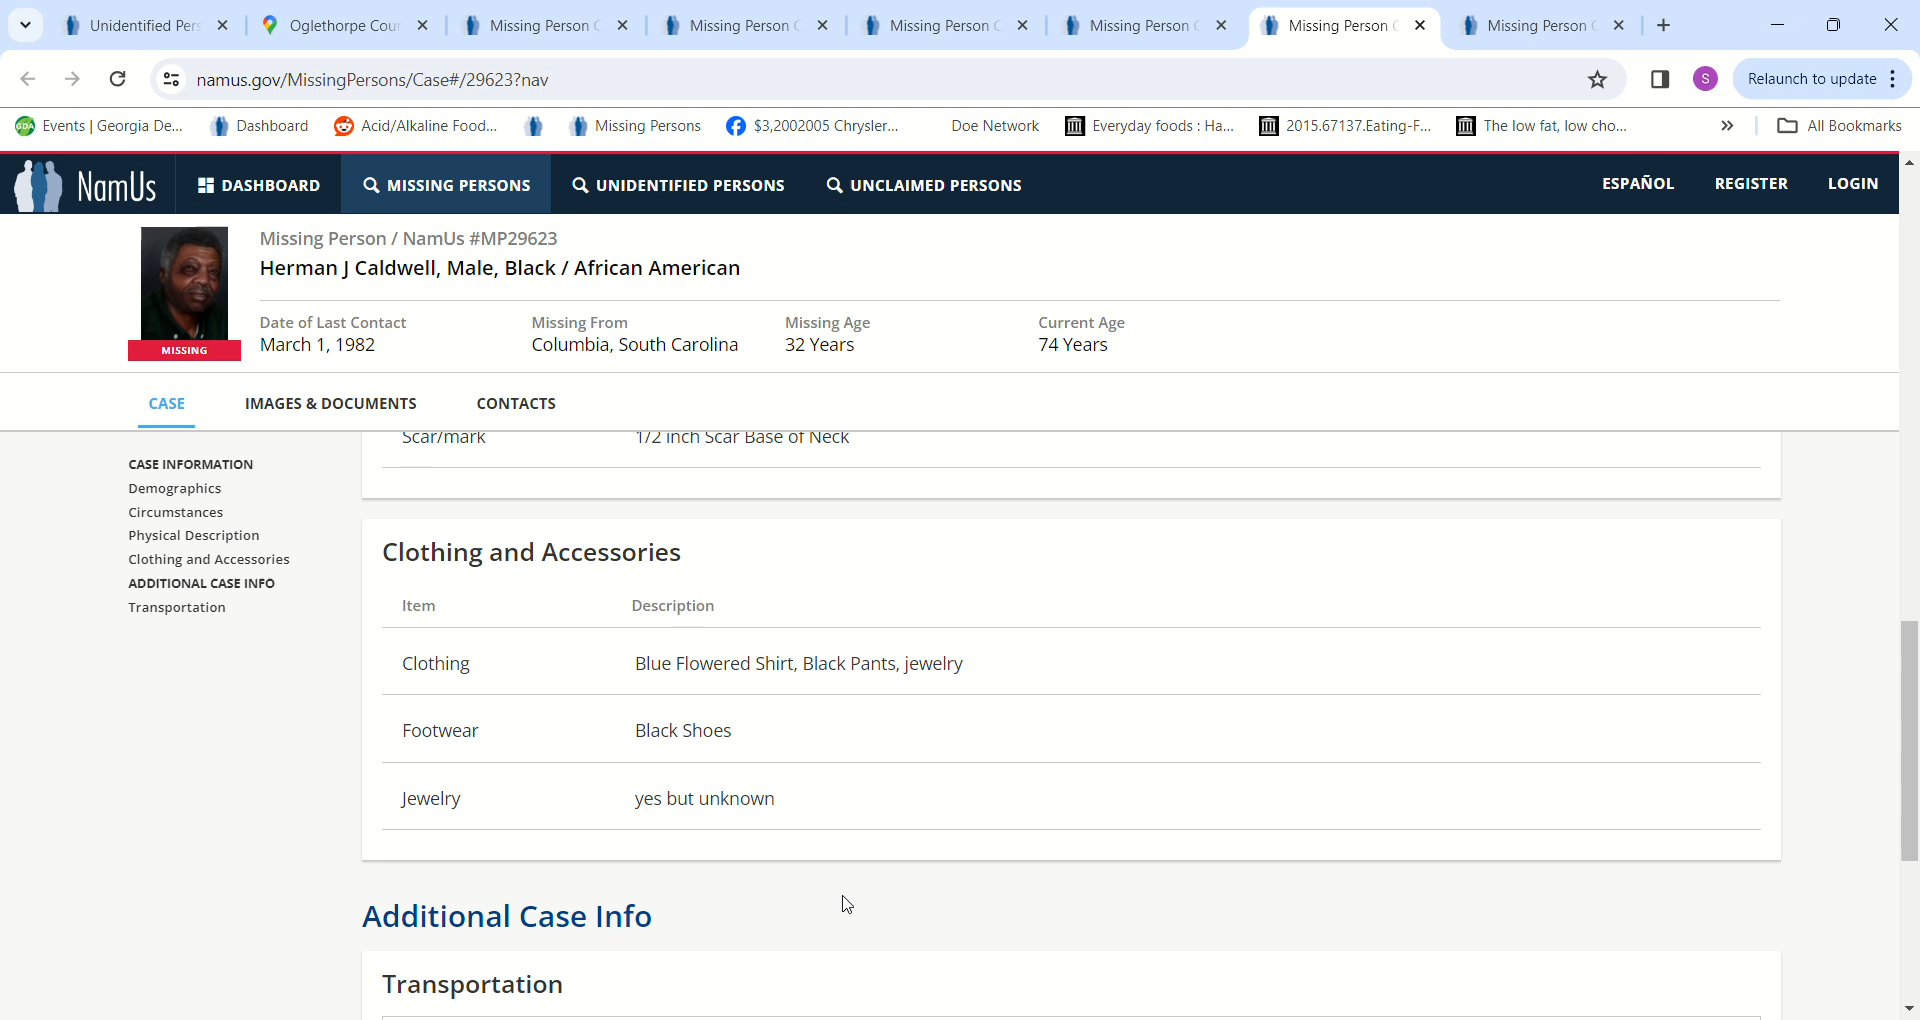 Unidentified Pers
Oglethorpe Cour
Missing Person C
Missing Person C
Missing Person C
Missing Person C
Missing Person C
Missing Person C
namus.gov/MissingPersons/Case#/29623?nav
S
Relaunch to update
GDA
Events | Georgia De...
Dashboard
Acid/Alkaline Food...
Missing Persons
$3,2002005 Chrysler...
Doe Network
Everyday foods : Ha...
2015.67137.Eating-F...
The low fat, low cho...
»
All Bookmarks
NamUs
DASHBOARD
MISSING PERSONS
UNIDENTIFIED PERSONS
UNCLAIMED PERSONS
ESPAÑOL
REGISTER
LOGIN
Missing Person / NamUs #MP29623
Herman J Caldwell, Male, Black / African American
Date of Last Contact
March 1, 1982
Missing From
Columbia, South Carolina
Missing Age
32 Years
Current Age
74 Years
MISSING
CASE
IMAGES & DOCUMENTS
CONTACTS
CASE INFORMATION
Demographics
Circumstances
Physical Description
Clothing and Accessories
ADDITIONAL CASE INFO
Transportation
Scar/mark
1/2 inch Scar Base of Neck
Clothing and Accessories
Item
Description
Clothing
Blue Flowered Shirt, Black Pants, jewelry
Footwear
Black Shoes
Jewelry
yes but unknown
Additional Case Info
Transportation